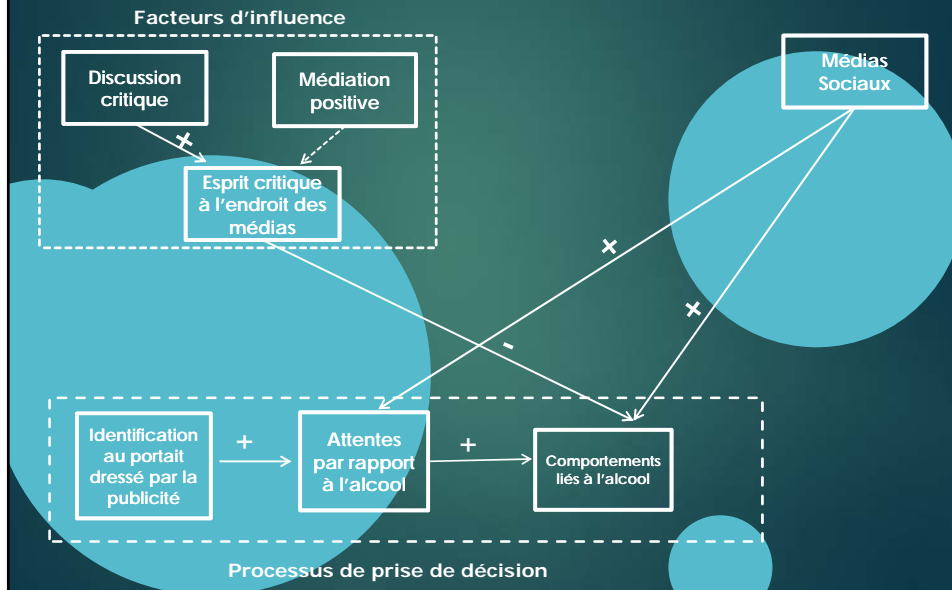 Facteurs d'influence
Discussion
critique
Médiation
positive
Médias
Sociaux
+
Esprit critique
à l'endroit des
médias
+
+
-
Identification
au portait
dressé par la
publicité
+
Attentes
par rapport
à l'alcool
+
Comportements
liés à l'alcool
Processus de prise de décision